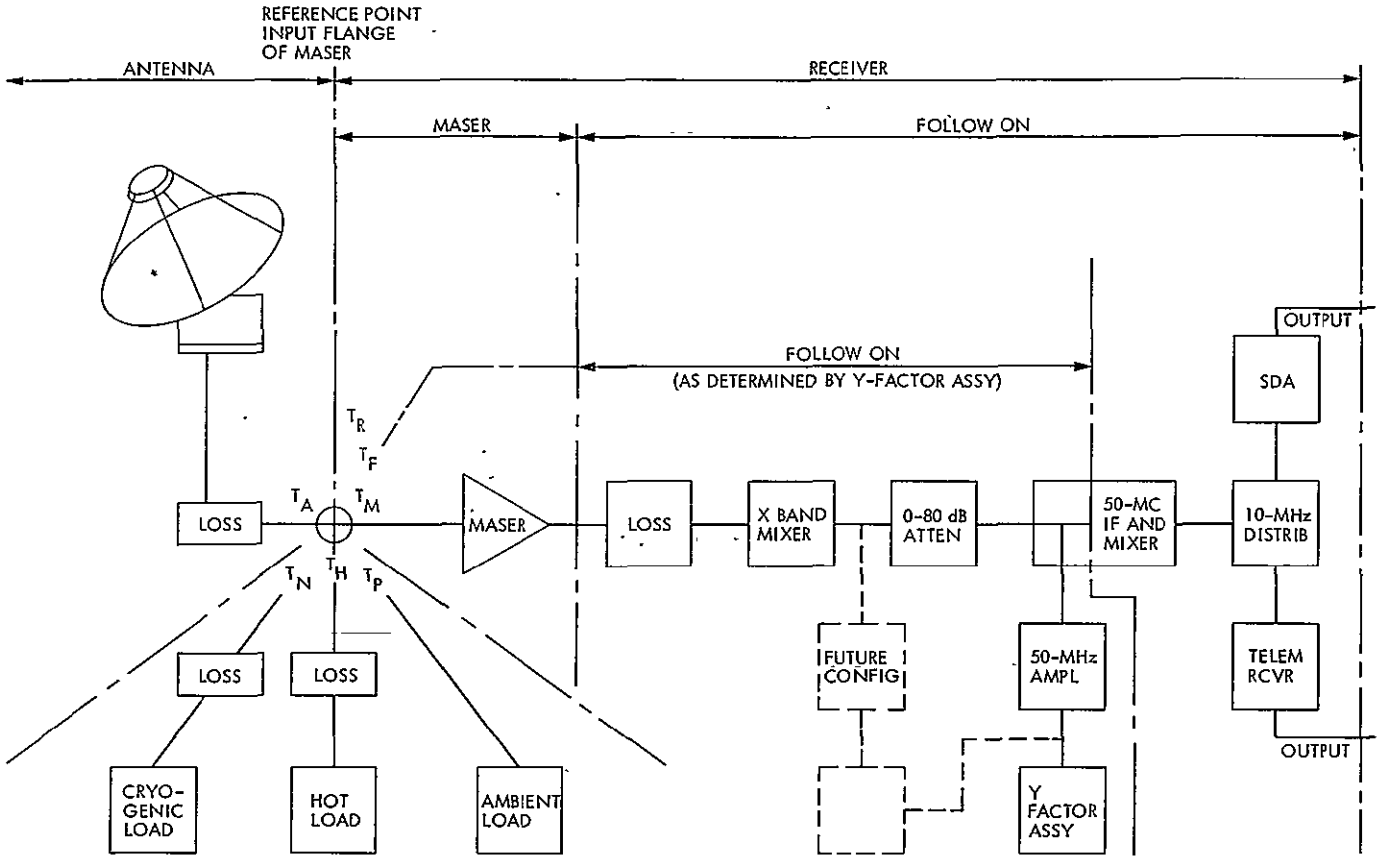 REFERENCE POINT
INPUT FLANGE
OF MASER
ANTENNA
RECEIVER
MASER
FOLLOW ON
FOLLOW ON
(AS DETERMINED BY Y-FACTOR ASSY)
OUTPUT
SDA
T_R
T_F
T_A
T_M
LOSS
MASER
LOSS
X BAND
MIXER
0-80 dB
ATTEN
50-MC
IF AND
MIXER
10-MHz
DISTRIB
T_N
T_H
T_P
LOSS
LOSS
FUTURE
CONFIG
50-MHz
AMPL
TELEM
RCVR
OUTPUT
CRYO-
GENIC
LOAD
HOT
LOAD
AMBIENT
LOAD
Y
FACTOR
ASSY